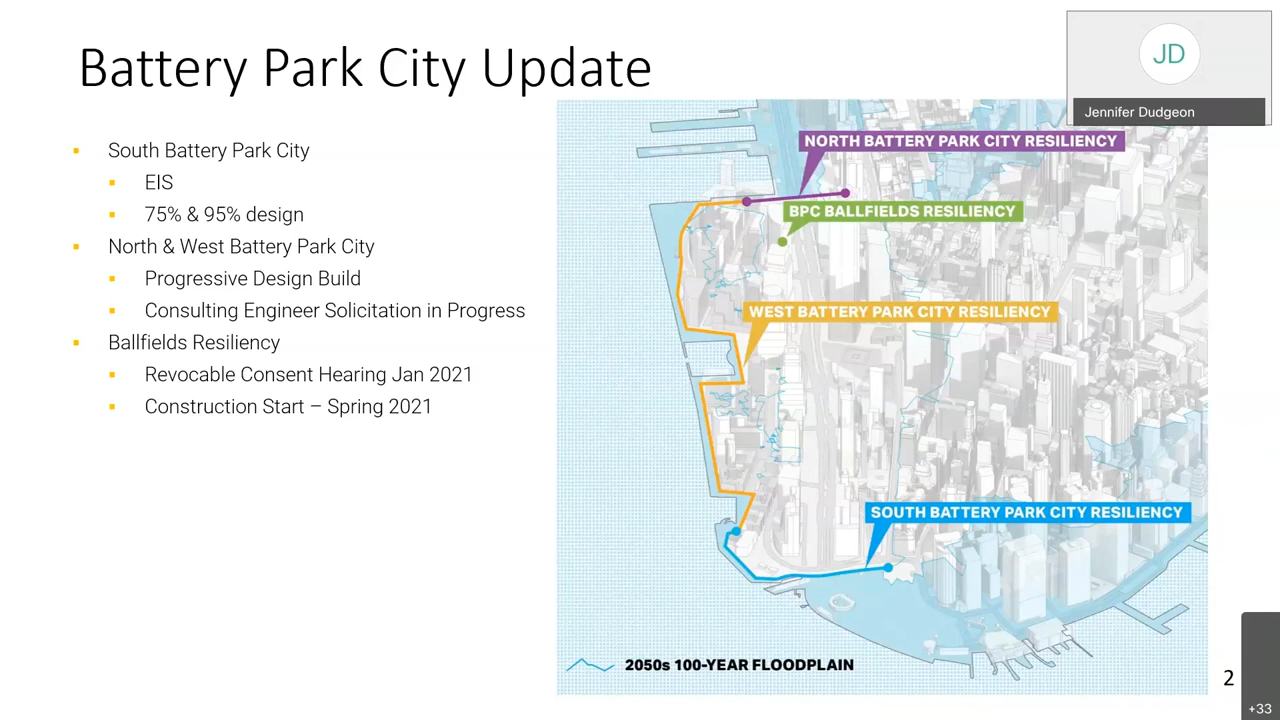 Battery Park City Update
JD
Jennifer Dudgeon
South Battery Park City
EIS
75% & 95% design
North & West Battery Park City
Progressive Design Build
Consulting Engineer Solicitation in Progress
Ballfields Resiliency
Revocable Consent Hearing Jan 2021
Construction Start – Spring 2021
NORTH BATTERY PARK CITY RESILIENCY
BPC BALLFIELDS RESILIENCY
WEST BATTERY PARK CITY RESILIENCY
SOUTH BATTERY PARK CITY RESILIENCY
2050s 100-YEAR FLOODPLAIN
2
+33